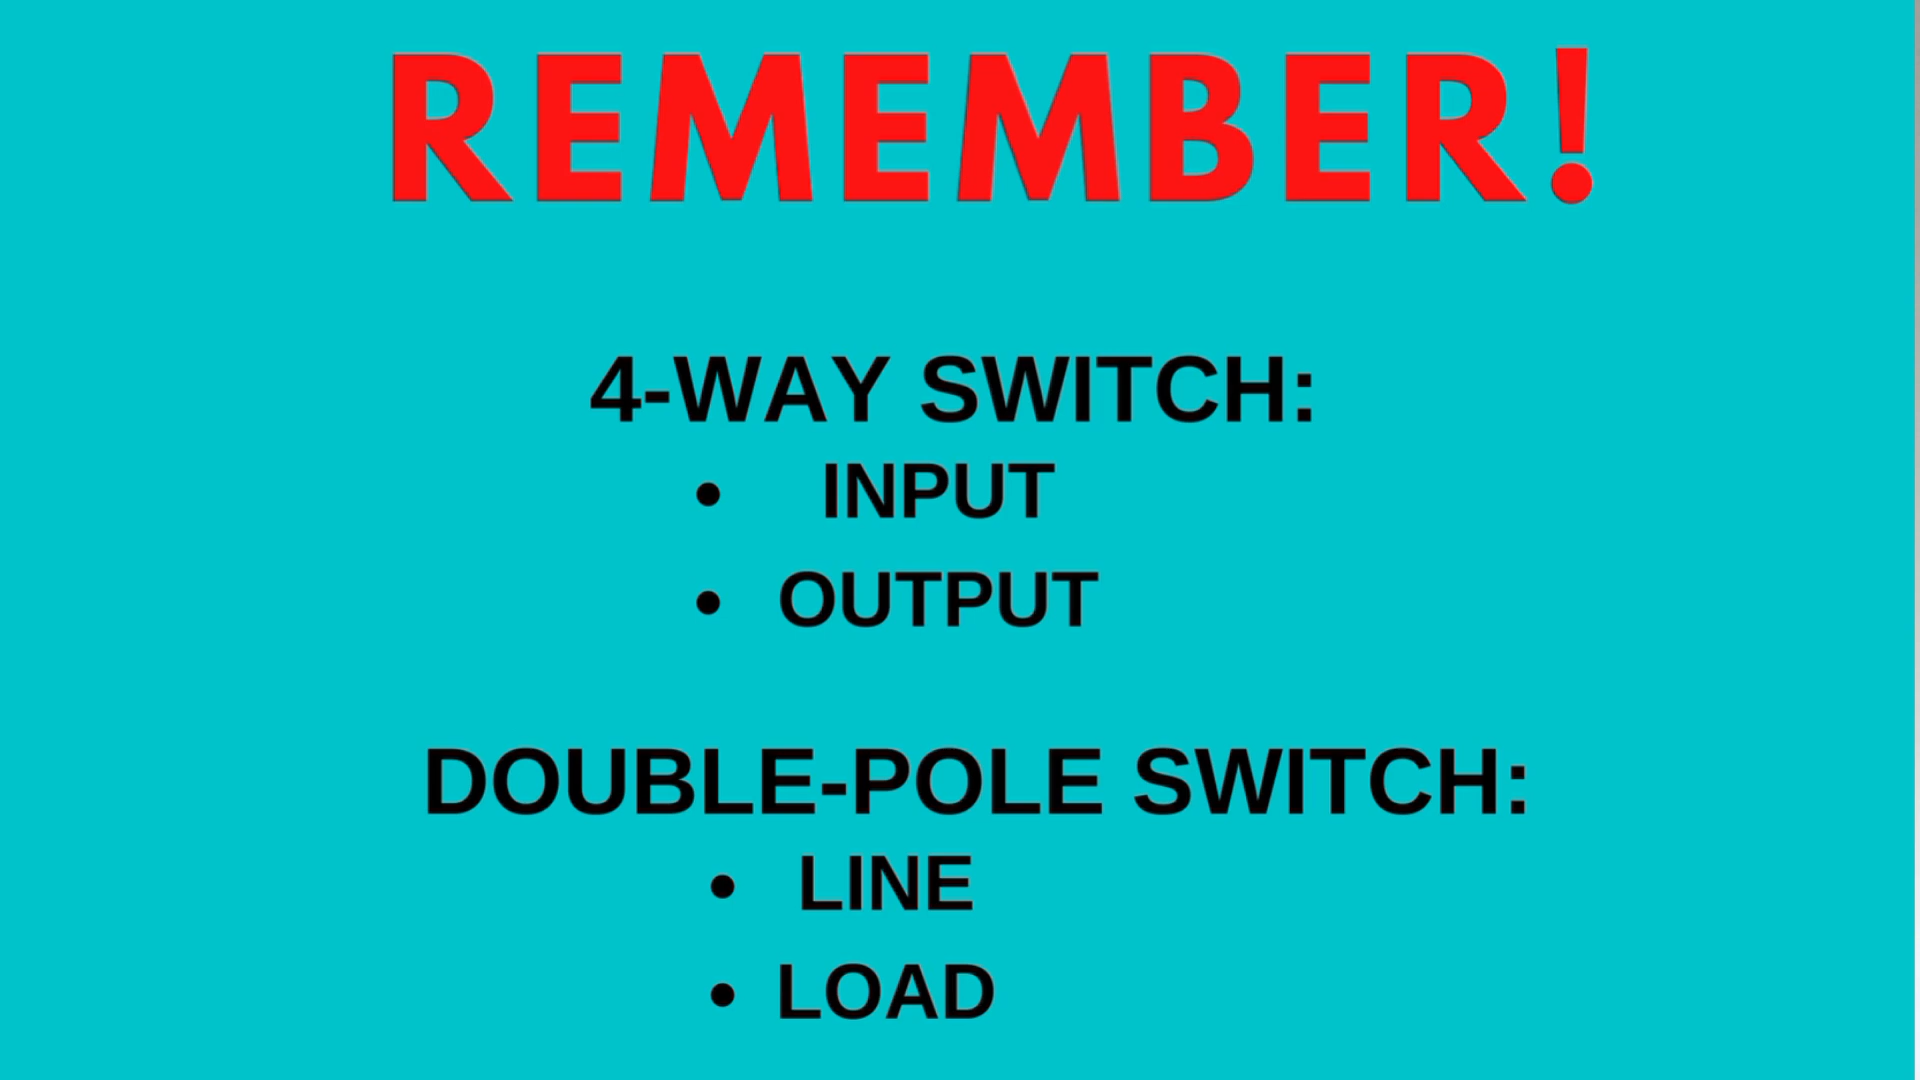 REMEMBER!
4-WAY SWITCH:
• INPUT
• OUTPUT
DOUBLE-POLE SWITCH:
• LINE
• LOAD